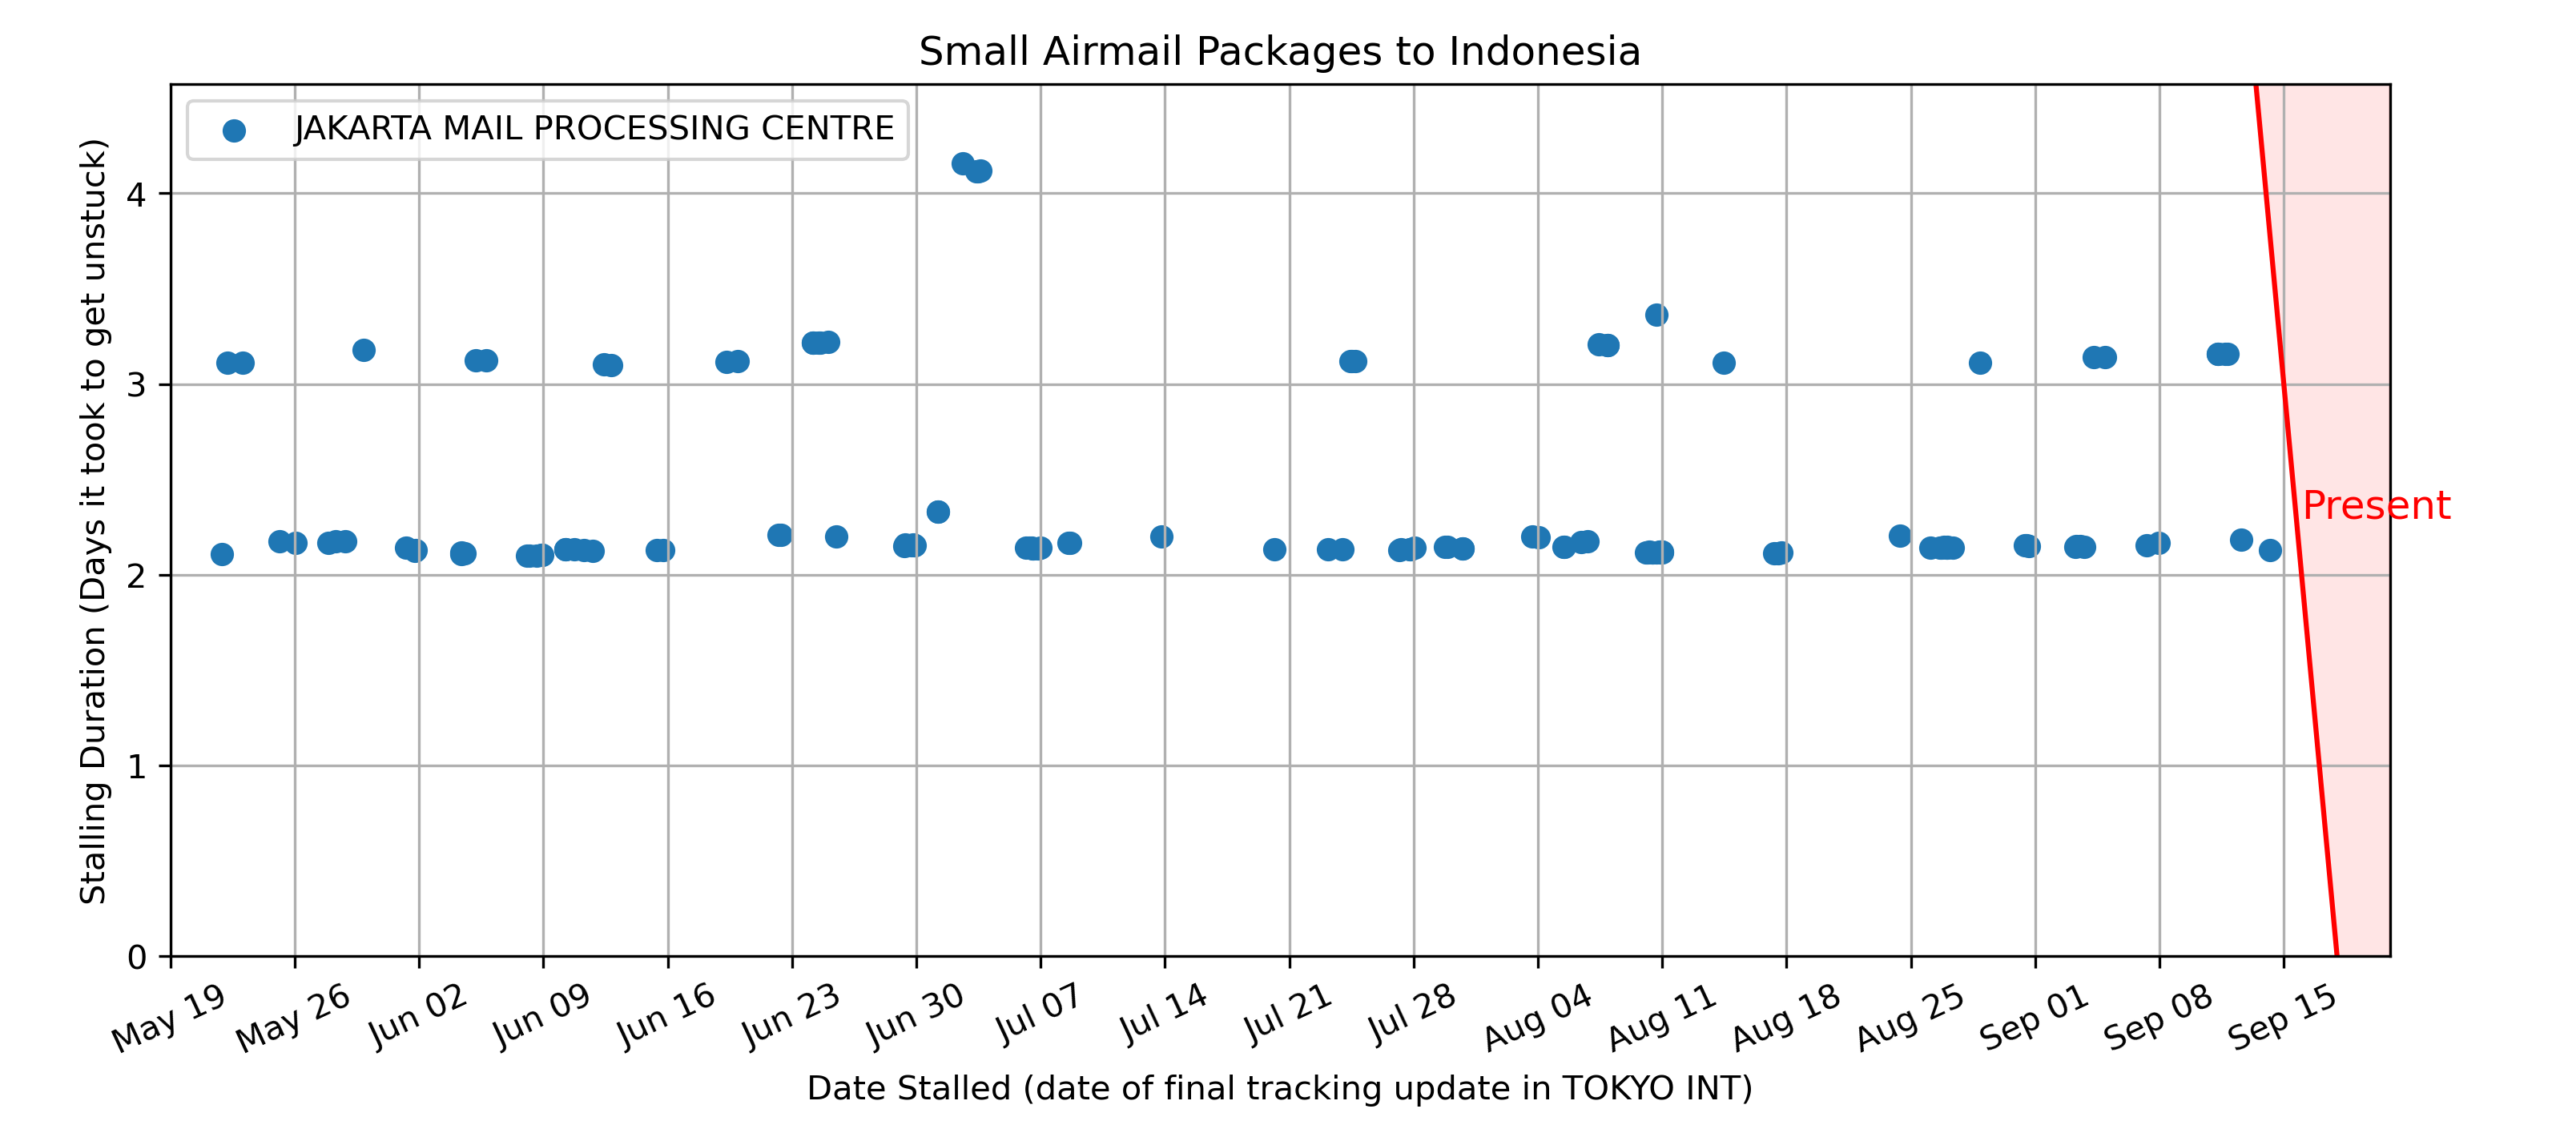 Small Airmail Packages to Indonesia
JAKARTA MAIL PROCESSING CENTRE
Stalling Duration (Days it took to get unstuck)
4
3
2
1
0
Present
May 19
May 26
Jun 02
Jun 09
Jun 16
Jun 23
Jun 30
Jul 07
Jul 14
Jul 21
Jul 28
Aug 04
Aug 11
Aug 18
Aug 25
Sep 01
Sep 08
Sep 15
Date Stalled (date of final tracking update in TOKYO INT)